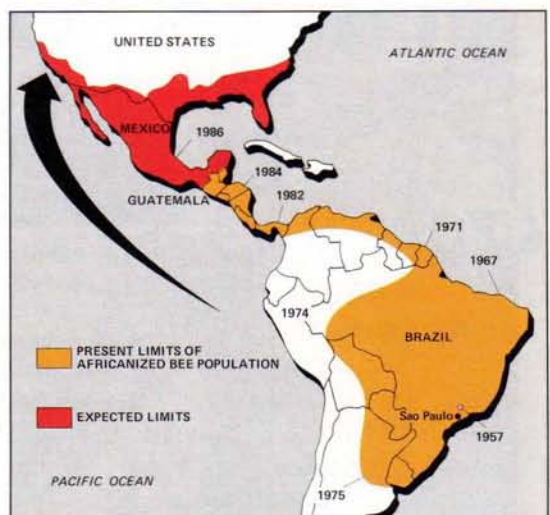 UNITED STATES
ATLANTIC OCEAN
MEXICO
1986
1984
GUATEMALA
1982
1971
1967
1974
BRAZIL
PRESENT LIMITS OF
AFRICANIZED BEE POPULATION
Sao Paulo
EXPECTED LIMITS
1957
PACIFIC OCEAN
1975